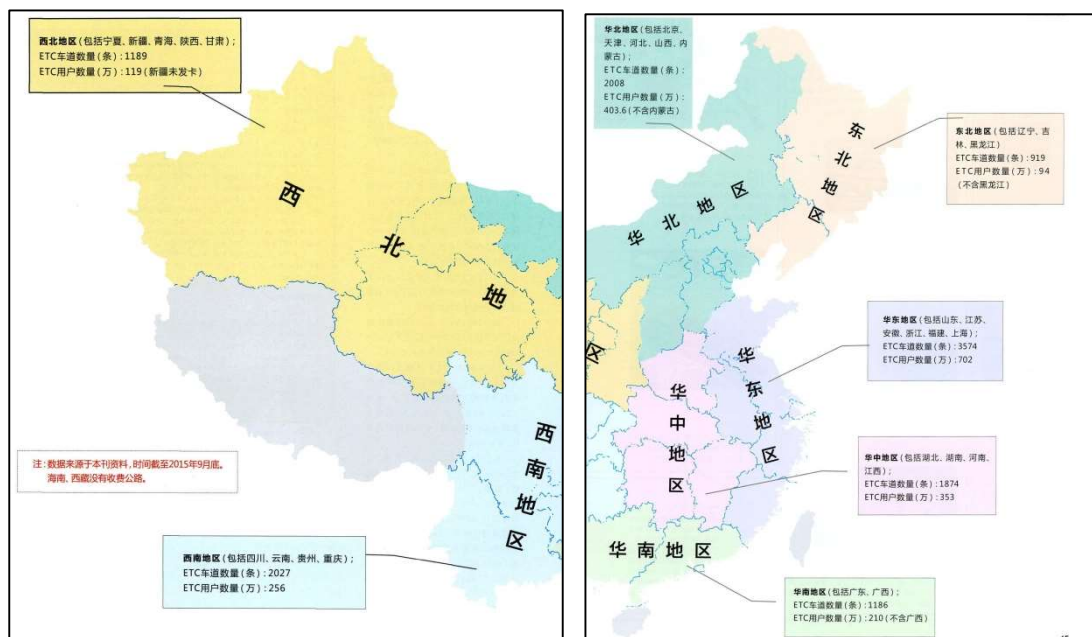 西北地区(包括宁夏、新疆、青海、陕西、甘肃);
ETC车道数量(条):1189
ETC用户数量(万):119(新疆未发卡)
西
北
地
西
南
地
区
注:数据来源于本刊资料,时间截至2015年9月底。
海南、西藏没有收费公路。
西南地区(包括四川、云南、贵州、重庆);
ETC车道数量(条):2027
ETC用户数量(万):256
华北地区(包括北京、
天津、河北、山西、内
蒙古);
ETC车道数量(条):
2008
ETC用户数量(万):
403.6(不含内蒙古)
东
北
地
区
东北地区(包括辽宁、吉
林、黑龙江)
ETC车道数量(条):919
ETC用户数量(万):94
(不含黑龙江)
华北地区
华东地区(包括山东、江苏、
安徽、浙江、福建、上海);
ETC车道数量(条):3574
ETC用户数量(万):702
区
华
东
地
区
华
中
地
区
华中地区(包括湖北、湖南、河南、
江西);
ETC车道数量(条):1874
ETC用户数量(万):353
华南地区
华南地区(包括广东、广西);
ETC车道数量(条):1186
ETC用户数量(万):210(不含广西)